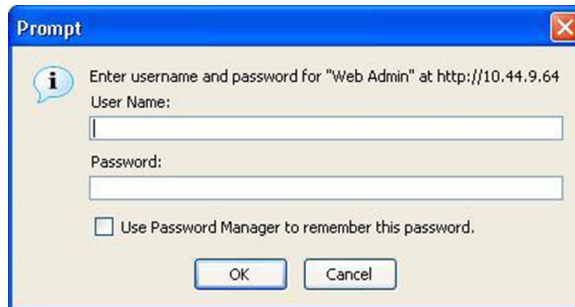 Prompt
Enter username and password for "Web Admin" at http://10.44.9.64
User Name:
Password:
Use Password Manager to remember this password.
OK
Cancel